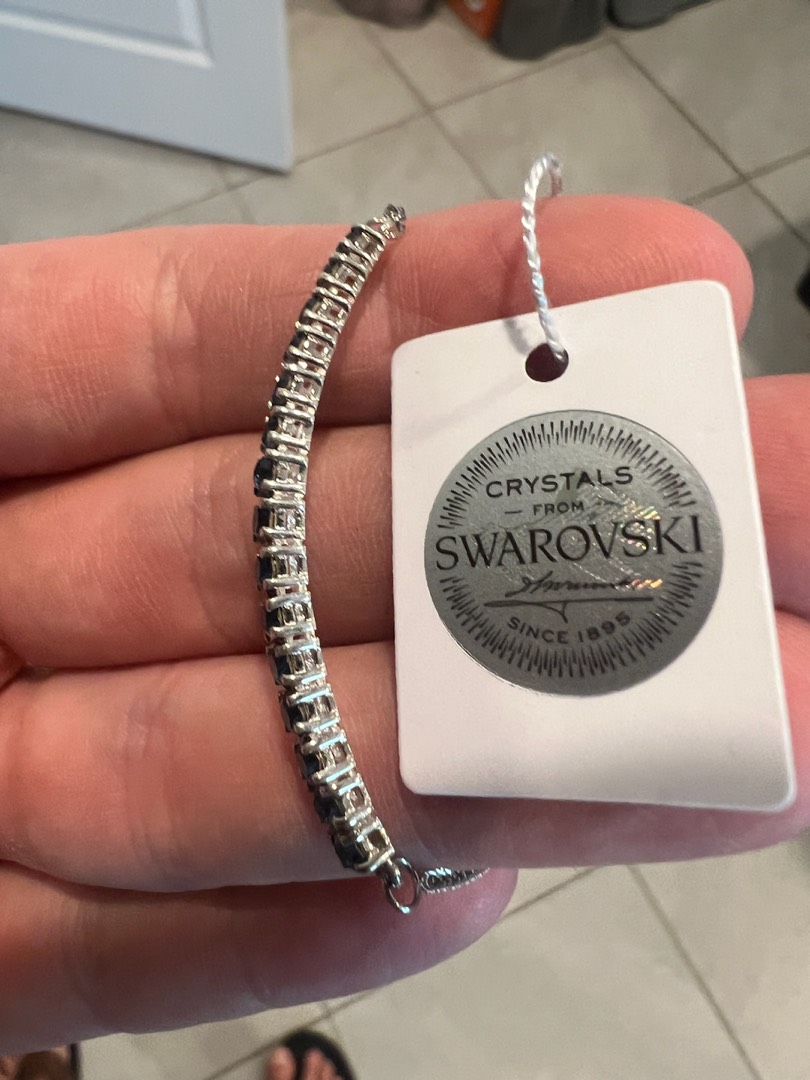 CRYSTALS
— FROM —
SWAROVSKI
SINCE 1895